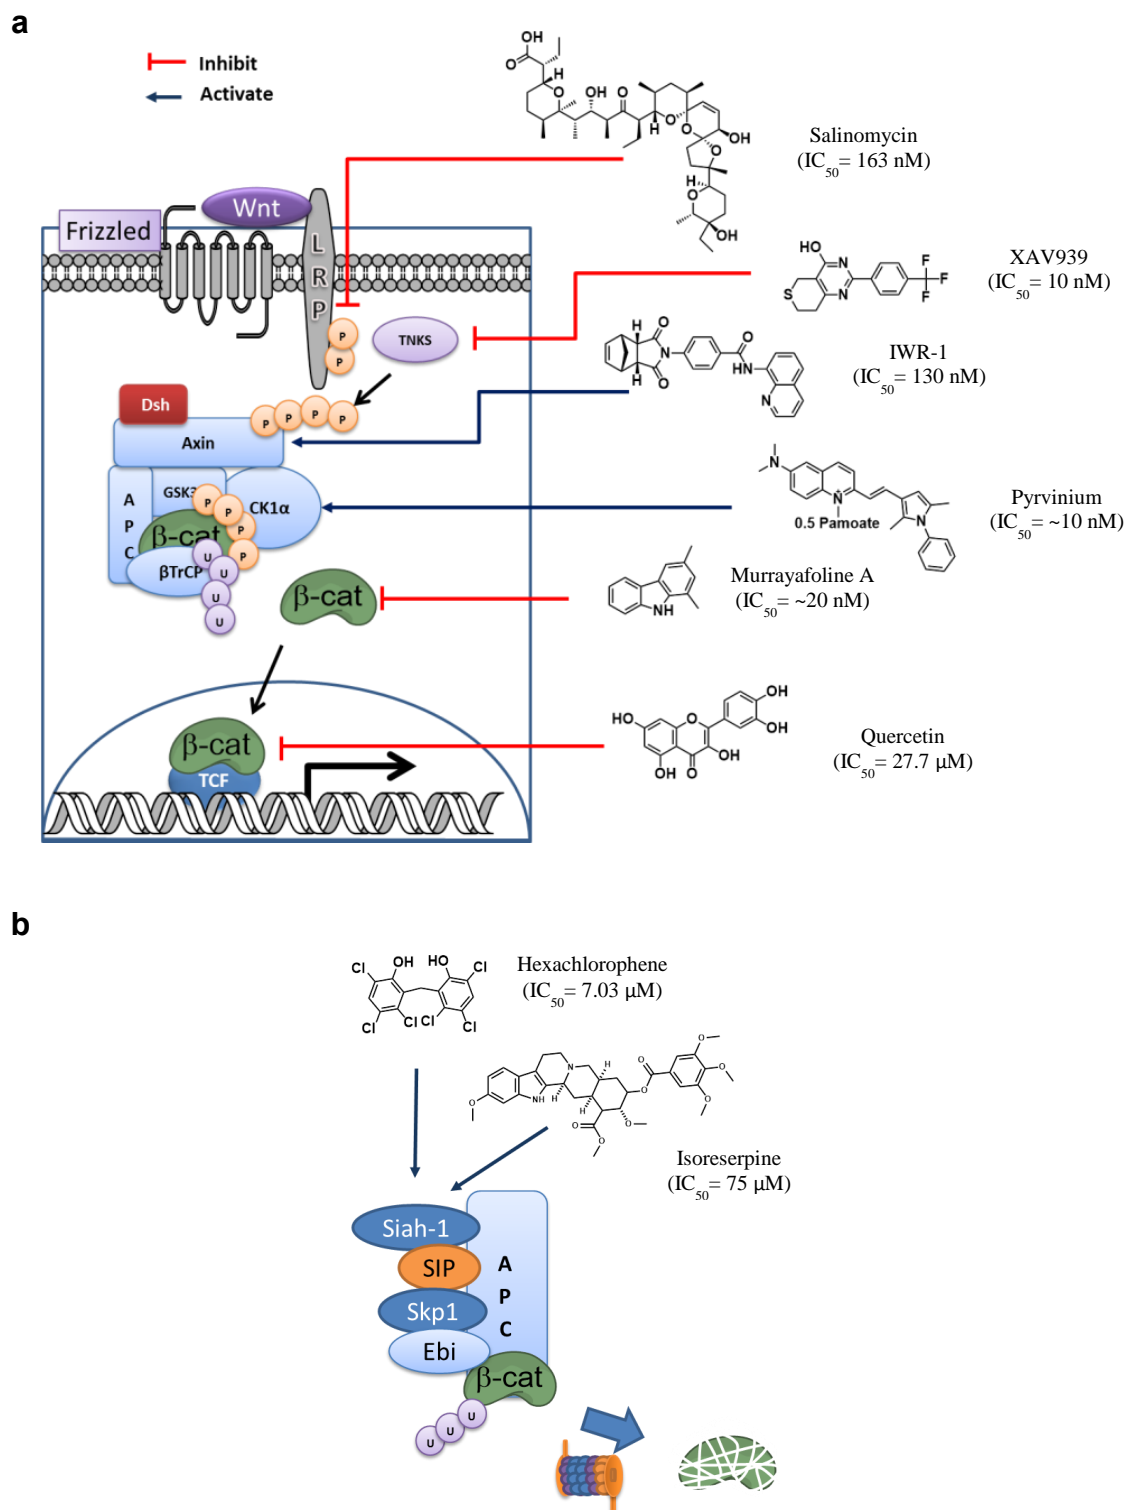 a
Inhibit
Activate
OH
O
H
O
OH
O
H
O
O
OH
O
H
O
OH
Salinomycin
(IC50= 163 nM)
Wnt
Frizzled
LRP
P
P
TNKS
HO
N
N
S
F
F
F
XAV939
(IC50= 10 nM)
H
O
N
H
O
O
HN
N
IWR-1
(IC50= 130 nM)
Dsh
P
P
P
P
Axin
APC
GSK3
P
P
P
P
CK1α
β-cat
βTrCP
U
U
U
U
N
N+
N
0.5 Pamoate
Pyrvinium
(IC50= ~10 nM)
β-cat
NH
Murrayafoline A
(IC50= ~20 nM)
β-cat
TCF
HO
O
OH
OH
OH
OH
O
Quercetin
(IC50= 27.7 µM)
b
Cl
OH
HO
Cl
Cl
Cl
Cl
Cl
Hexachlorophene
(IC50= 7.03 µM)
O
NH
N
H
H
H
O
O
O
O
O
O
O
O
Isoreserpine
(IC50= 75 µM)
Siah-1
SIP
Skp1
Ebi
APC
β-cat
U
U
U